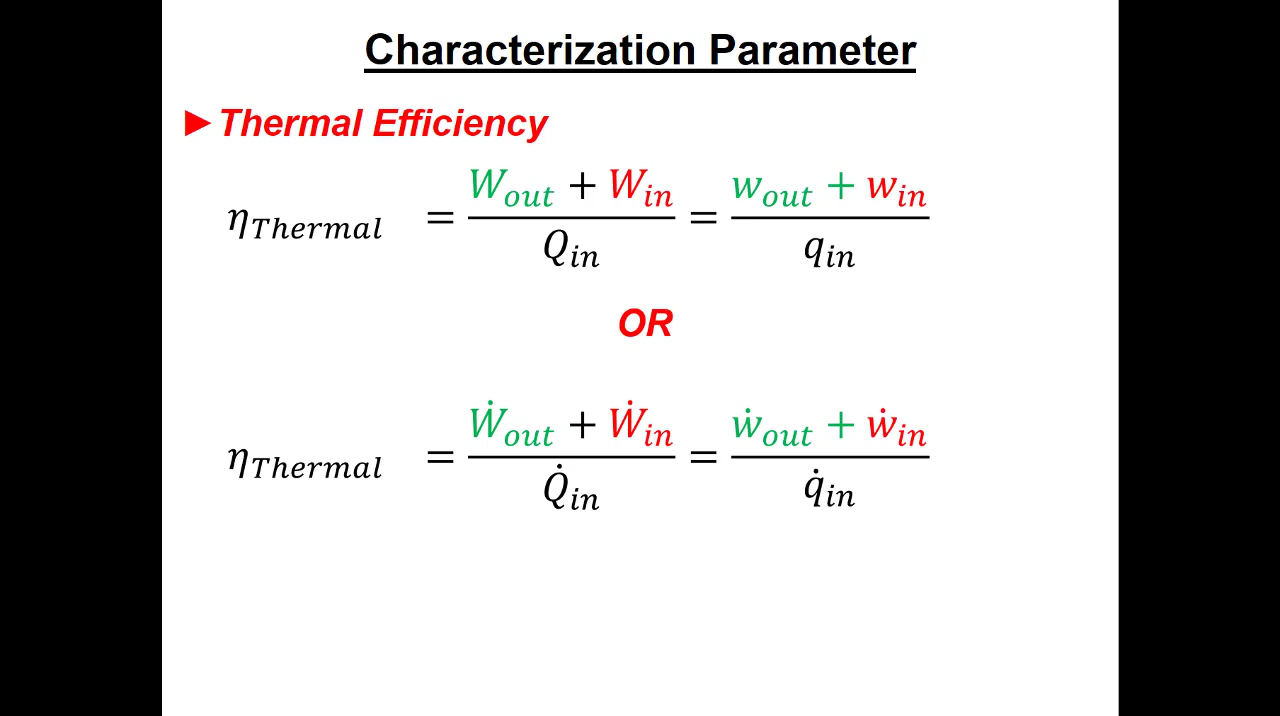 Characterization Parameter
►Thermal Efficiency
η_Thermal = (W_out + W_in) / Q_in = (w_out + w_in) / q_in
OR
η_Thermal = (Ẇ_out + Ẇ_in) / Q̇_in = (ẇ_out + ẇ_in) / q̇_in